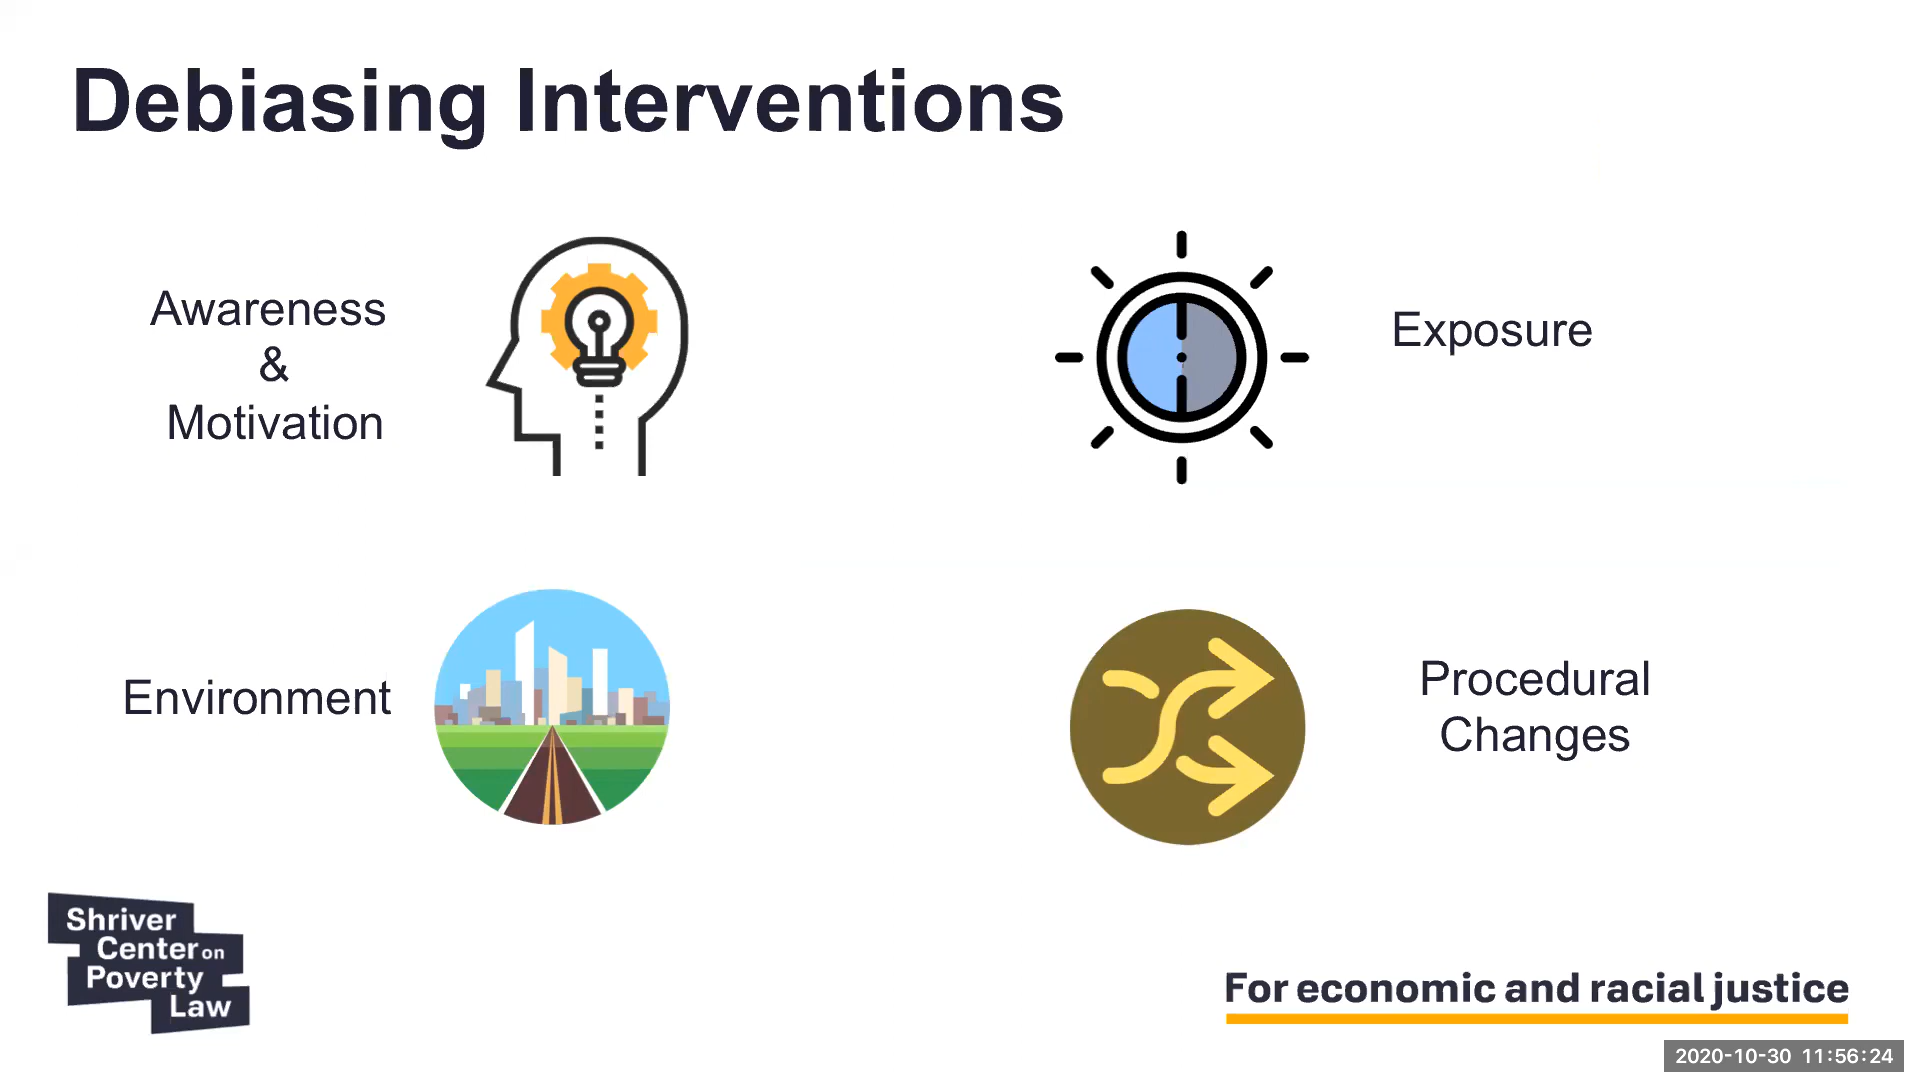 Debiasing Interventions
Awareness
&
Motivation
Exposure
Environment
Procedural
Changes
Shriver
Center on
Poverty
Law
For economic and racial justice
2020-10-30 11:56:24